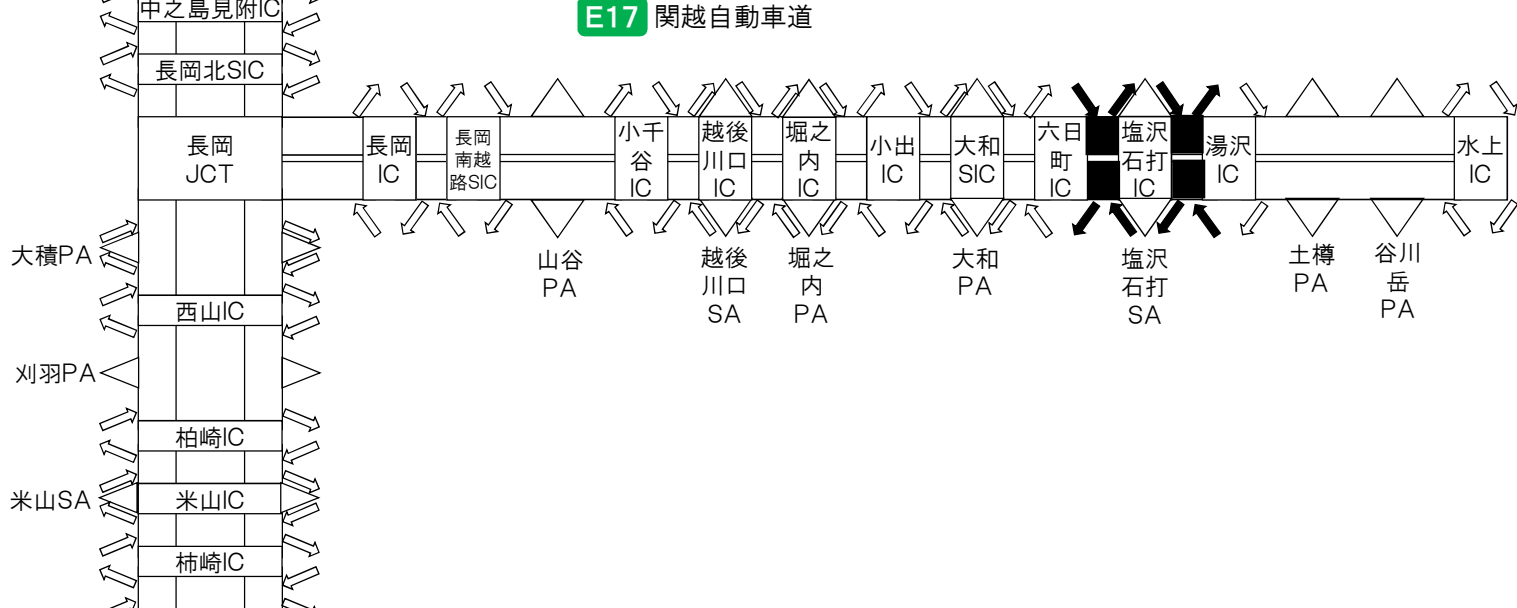 中之島見附IC
E17 関越自動車道
長岡北SIC
長岡
JCT
長岡
IC
長岡
南越
路SIC
小千
谷
IC
越後
川口
IC
堀之
内
IC
小出
IC
大和
SIC
六日
町
IC
塩沢
石打
IC
湯沢
IC
水上
IC
山谷
PA
越後
川口
SA
堀之
内
PA
大和
PA
塩沢
石打
SA
土樽
PA
谷川
岳
PA
大積PA
西山IC
刈羽PA
柏崎IC
米山SA
米山IC
柿崎IC